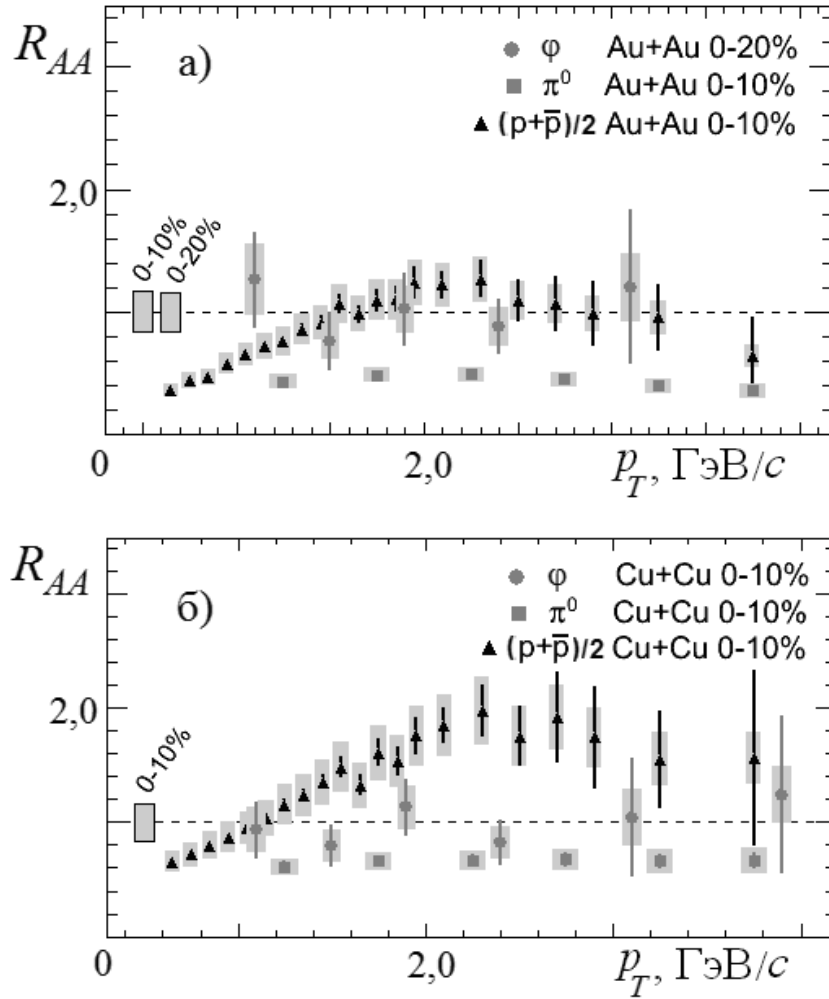 R_AA
а)
φ Au+Au 0-20%
π⁰ Au+Au 0-10%
(p+p̅)/2 Au+Au 0-10%
2,0
0-10%
0-20%
0
2,0
p_T, ГэВ/c
R_AA
б)
φ Cu+Cu 0-10%
π⁰ Cu+Cu 0-10%
(p+p̅)/2 Cu+Cu 0-10%
2,0
0-10%
0
2,0
p_T, ГэВ/c